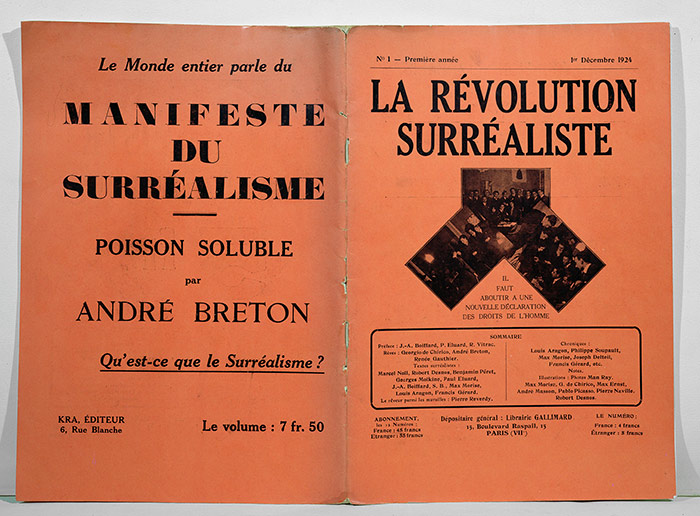 Le Monde entier parle du
MANIFESTE
DU
SURRÉALISME
POISSON SOLUBLE
par
ANDRÉ BRETON
Qu'est-ce que le Surréalisme ?
KRA, ÉDITEUR
6, Rue Blanche
Le volume : 7 fr. 50
N° 1 — Première année
1er Décembre 1924
LA RÉVOLUTION
SURRÉALISTE
IL
FAUT
ABOUTIR A UNE
NOUVELLE DÉCLARATION
DES DROITS DE L'HOMME
SOMMAIRE
Préface : J.-A. Boiffard, P. Eluard, R. Vitrac.
Rêves : Georgio de Chirico, André Breton,
Renée Gauthier.
Textes surréalistes :
Marcel Noll, Robert Desnos, Benjamin Péret,
Georges Malkine, Paul Eluard,
J.-A. Boiffard, S. B., Max Morise,
Louis Aragon, Francis Gérard.
Le rêveur parmi les murailles : Pierre Reverdy.
Chroniques :
Louis Aragon, Philippe Soupault,
Max Morise, Joseph Delteil,
Francis Gérard, etc.
Notes.
Illustrations : Photos Man Ray.
Max Morise, G. de Chirico, Max Ernst,
André Masson, Pablo Picasso, Pierre Naville,
Robert Desnos.
ABONNEMENT,
les 12 Numéros :
France : 45 francs
Etranger : 55 francs
Dépositaire général : Librairie GALLIMARD
15, Boulevard Raspail, 15
PARIS (VII°)
LE NUMÉRO :
France : 4 francs
Étranger : 5 francs